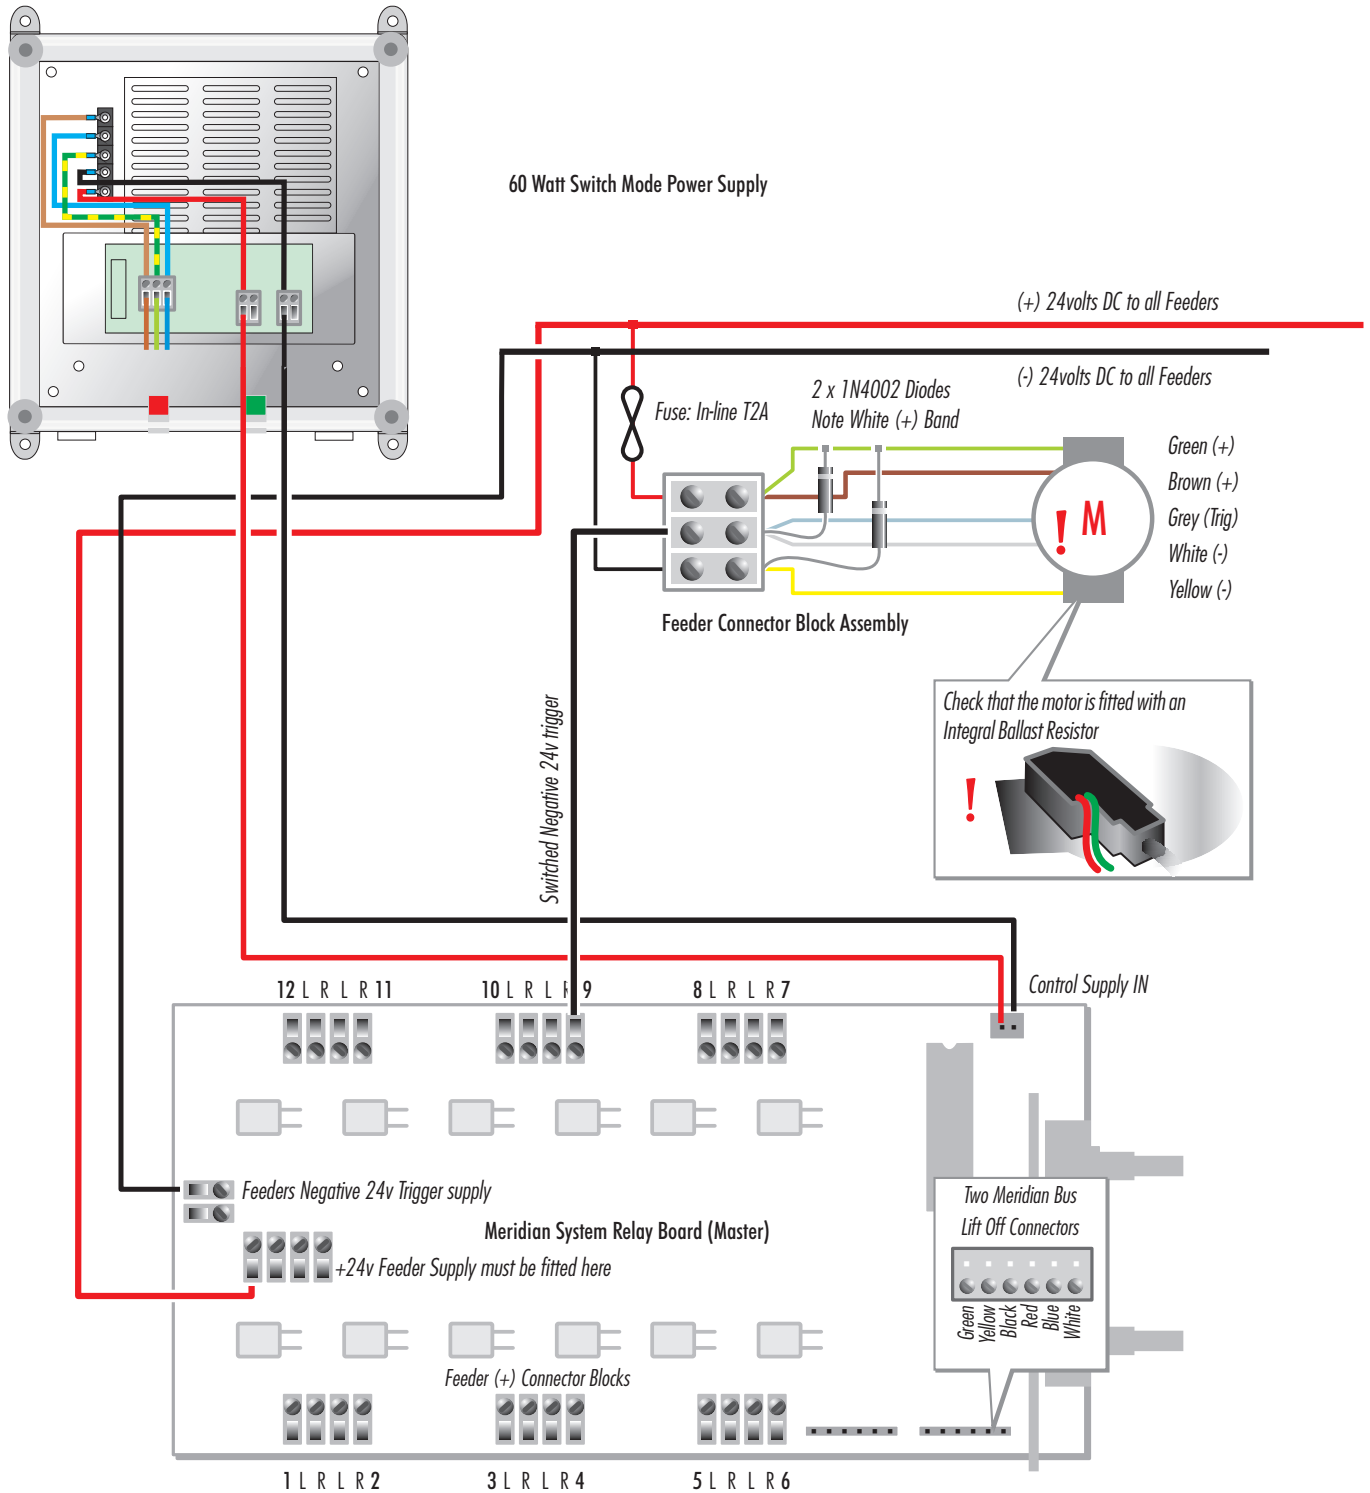 60 Watt Switch Mode Power Supply
(+) 24volts DC to all Feeders
(-) 24volts DC to all Feeders
Fuse: In-line T2A
2 x 1N4002 Diodes
Note White (+) Band
Green (+)
Brown (+)
Grey (Trig)
White (-)
Yellow (-)
! M
Feeder Connector Block Assembly
Check that the motor is fitted with an
Integral Ballast Resistor
!
Switched Negative 24v trigger
Control Supply IN
12 L R L R 11
10 L R L R 9
8 L R L R 7
Feeders Negative 24v Trigger supply
Meridian System Relay Board (Master)
+24v Feeder Supply must be fitted here
Two Meridian Bus
Lift Off Connectors
Green
Yellow
Black
Red
Blue
White
Feeder (+) Connector Blocks
1 L R L R 2
3 L R L R 4
5 L R L R 6